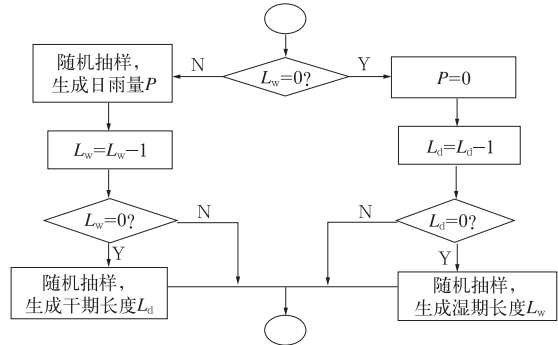 N
L_w=0?
Y
随机抽样，
生成日雨量P
P=0
L_w=L_w−1
L_d=L_d−1
L_w=0?
N
Y
N
L_d=0?
Y
随机抽样，
生成干期长度L_d
随机抽样，
生成湿期长度L_w